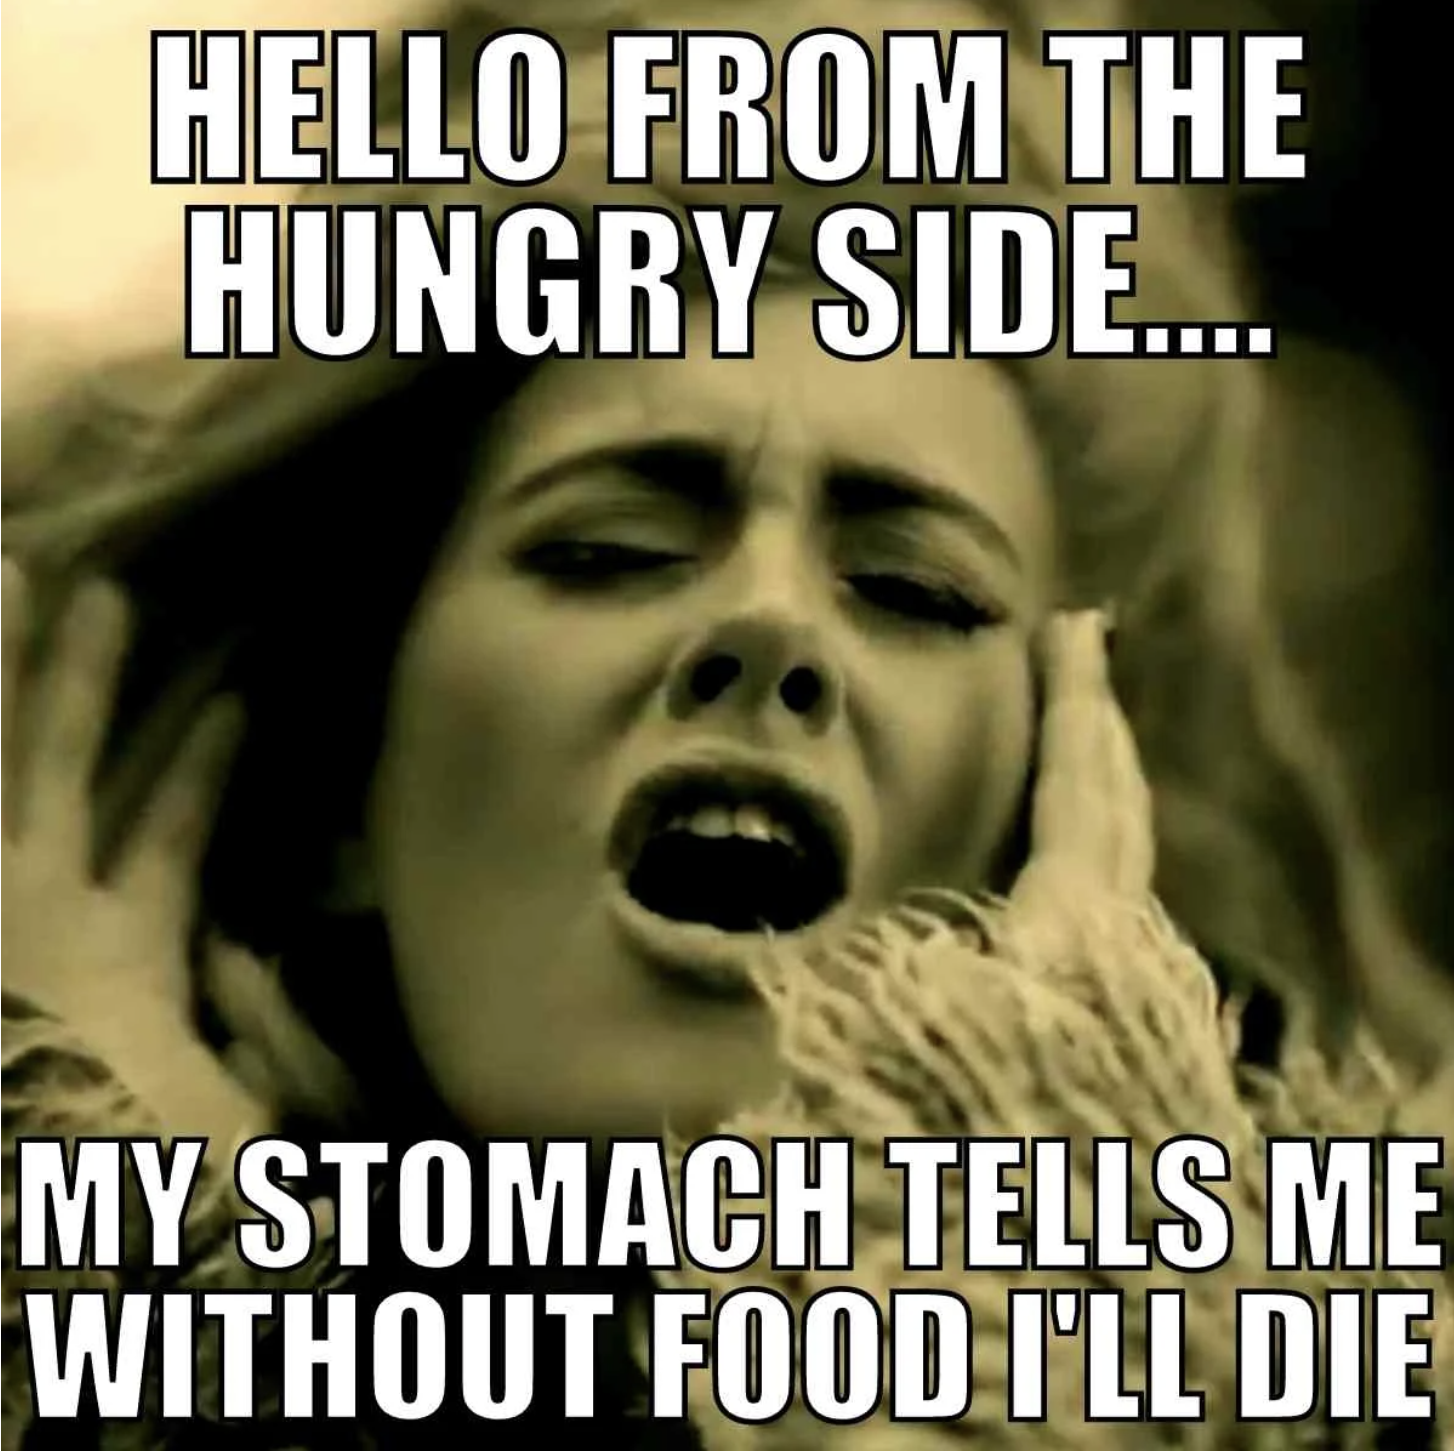 HELLO FROM THE
HUNGRY SIDE....
MY STOMACH TELLS ME
WITHOUT FOOD I'LL DIE